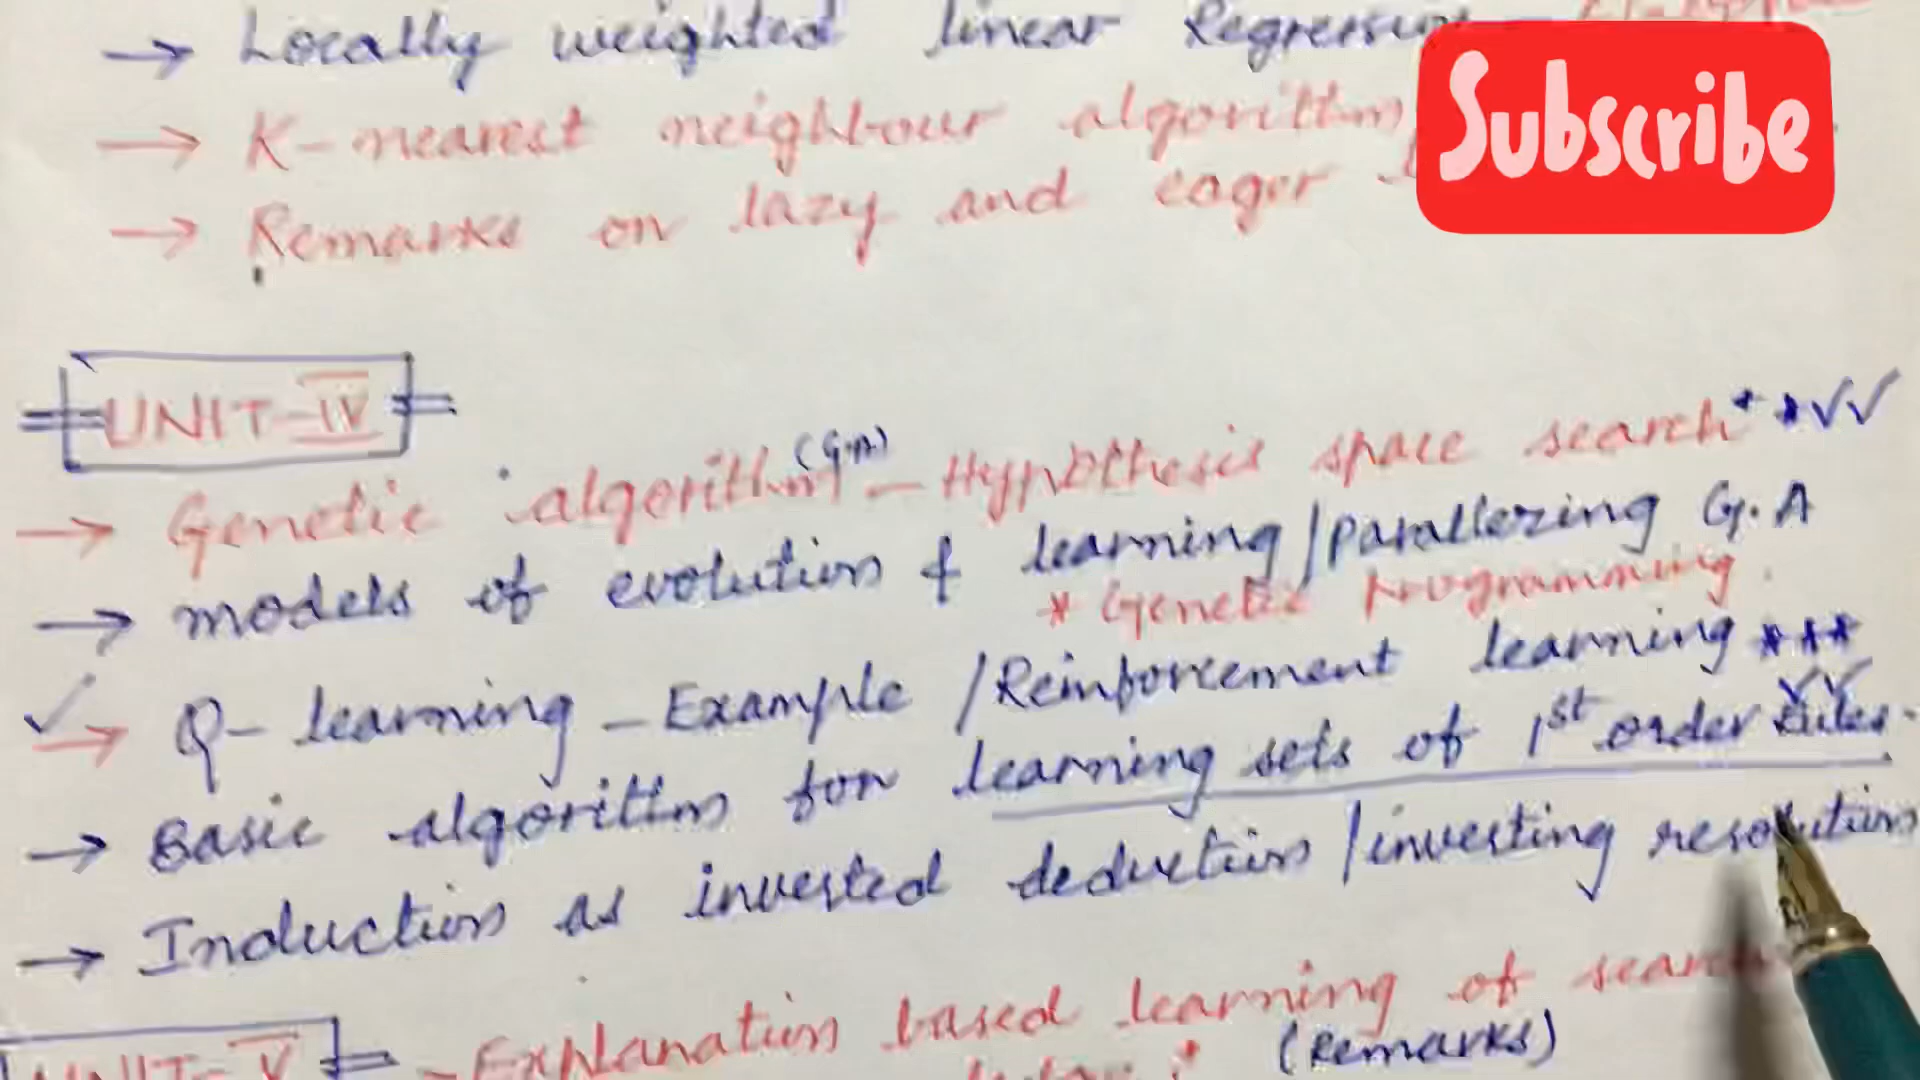 → Locally weighted linear Regression
Subscribe
→ K-nearest neighbour algorithm
→ Remarks on lazy and eager
UNIT-IV
→ Genetic algorithm (G.A) - Hypothesis space search * * ✓✓
→ models of evolution & learning / parallezing G.A
* Genetic Programming.
✓ → Q-learning - Example / Reinforcement learning ***
✓✓
→ Basic algorithm for learning sets of 1st order rules.
→ Induction as inverted deduction / inverting resolution
UNIT-V - Explanation based learning of search
(Remarks)